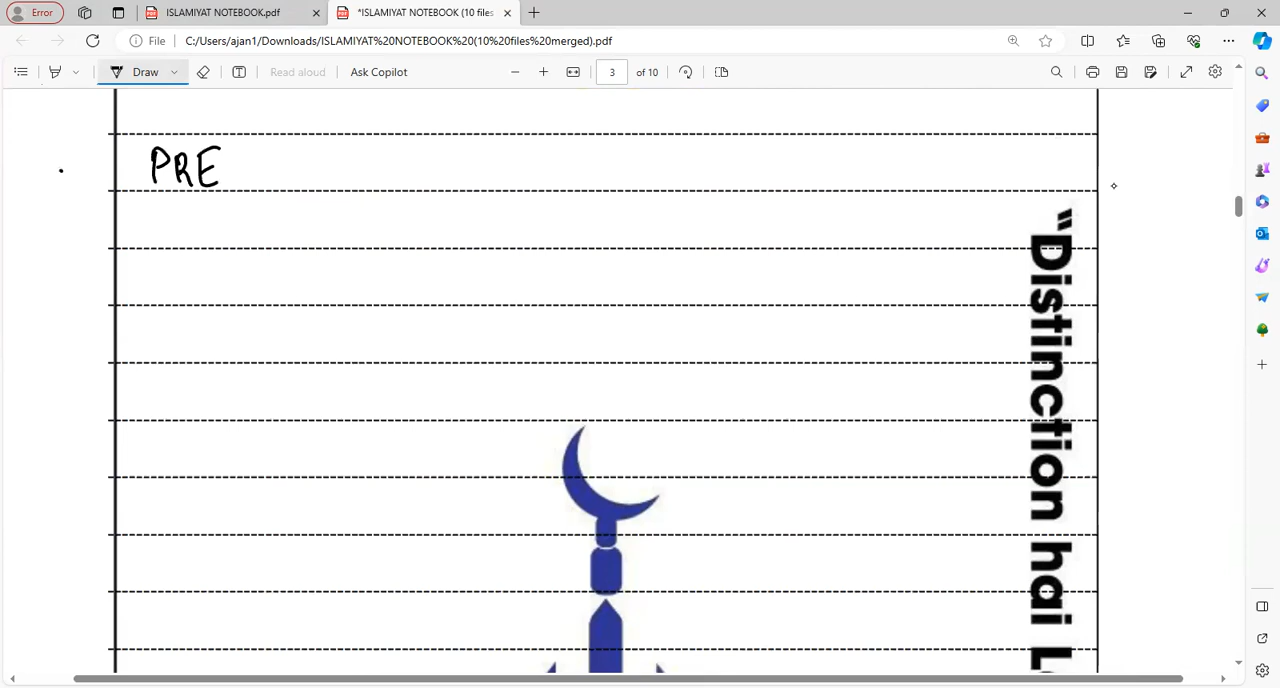 Error
ISLAMIYAT NOTEBOOK.pdf
*ISLAMIYAT NOTEBOOK (10 files
File
C:/Users/ajan1/Downloads/ISLAMIYAT%20NOTEBOOK%20(10%20files%20merged).pdf
Draw
Read aloud
Ask Copilot
3
of 10
PRE
"Distinction hai L